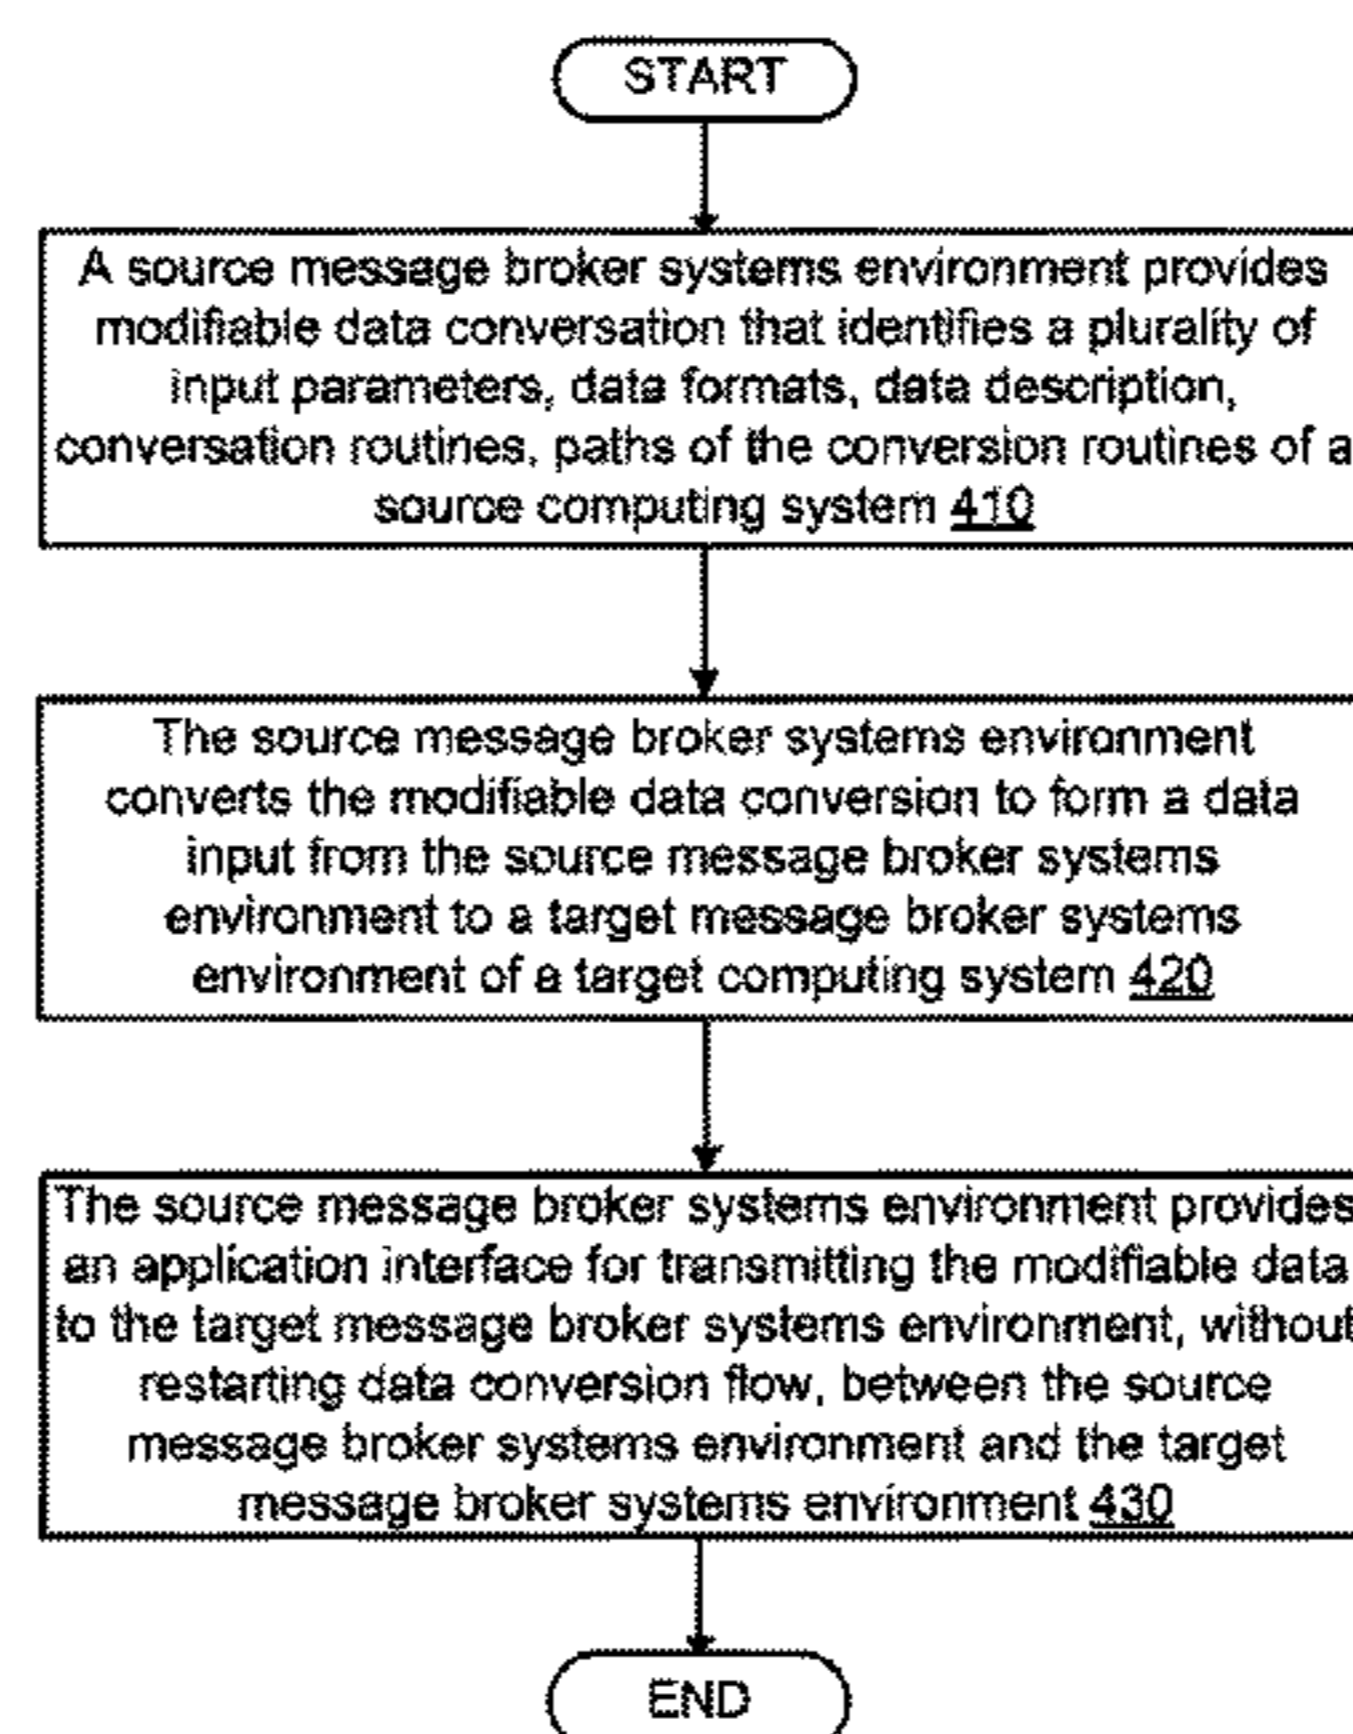 START
A source message broker systems environment provides
modifiable data conversation that identifies a plurality of
input parameters, data formats, data description,
conversation routines, paths of the conversion routines of a
source computing system 410
The source message broker systems environment
converts the modifiable data conversion to form a data
input from the source message broker systems
environment to a target message broker systems
environment of a target computing system 420
The source message broker systems environment provides
an application interface for transmitting the modifiable data
to the target message broker systems environment, without
restarting data conversion flow, between the source
message broker systems environment and the target
message broker systems environment 430
END